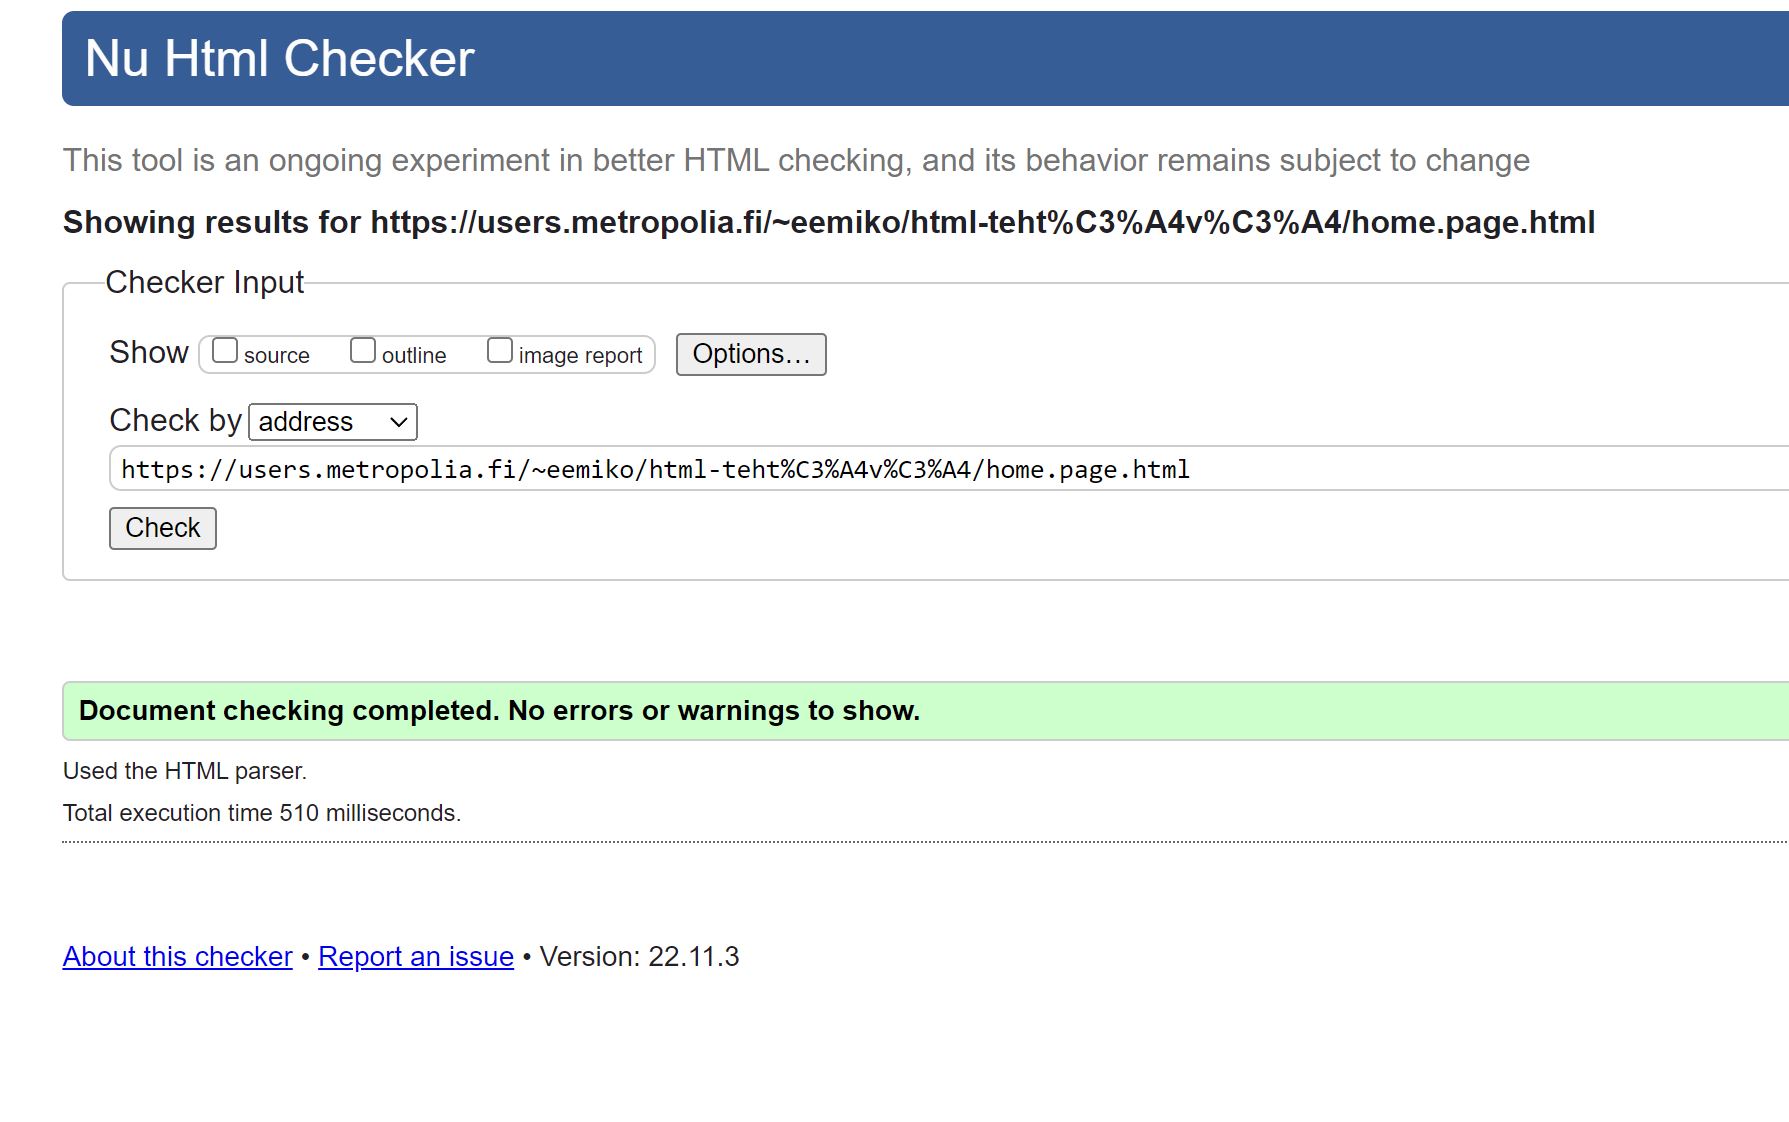 Nu Html Checker
This tool is an ongoing experiment in better HTML checking, and its behavior remains subject to change
Showing results for https://users.metropolia.fi/~eemiko/html-teht%C3%A4v%C3%A4/home.page.html
Checker Input
Show source outline image report Options…
Check by address
https://users.metropolia.fi/~eemiko/html-teht%C3%A4v%C3%A4/home.page.html
Check
Document checking completed. No errors or warnings to show.
Used the HTML parser.
Total execution time 510 milliseconds.
About this checker • Report an issue • Version: 22.11.3